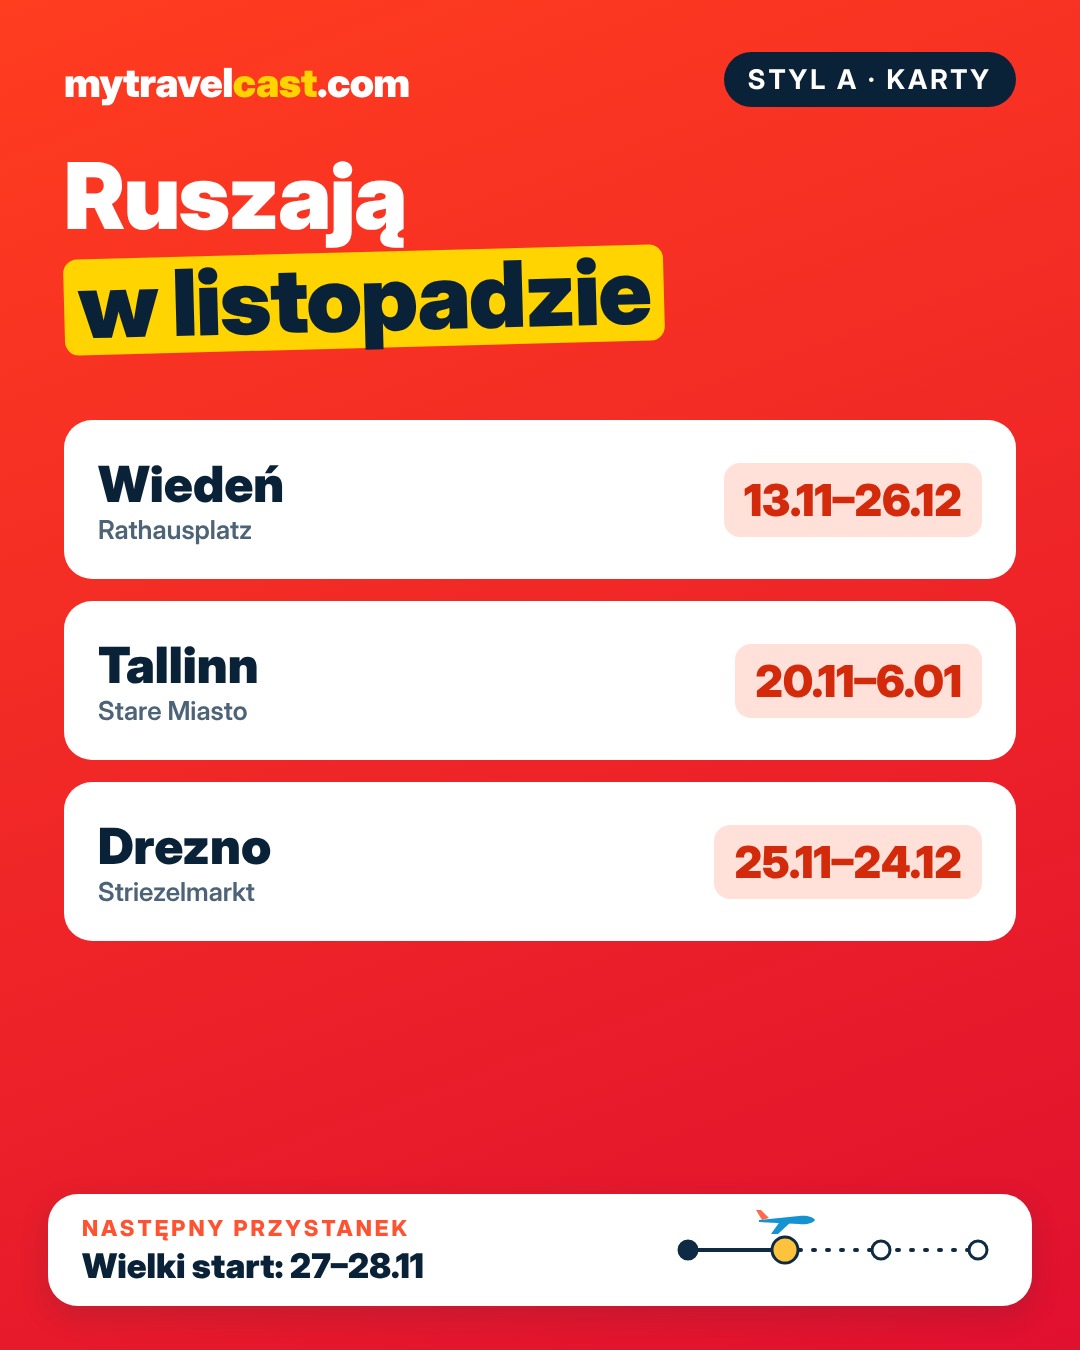 mytravelcast.com
STYL A · KARTY
Ruszają
w listopadzie
Wiedeń
Rathausplatz
13.11–26.12
Tallinn
Stare Miasto
20.11–6.01
Drezno
Striezelmarkt
25.11–24.12
NASTĘPNY PRZYSTANEK
Wielki start: 27–28.11